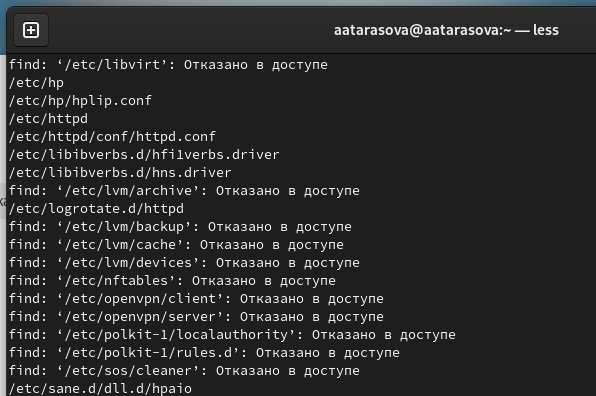 aatarasova@aatarasova:~ — less
find: ‘/etc/libvirt’: Отказано в доступе
/etc/hp
/etc/hp/hplip.conf
/etc/httpd
/etc/httpd/conf/httpd.conf
/etc/libibverbs.d/hfi1verbs.driver
/etc/libibverbs.d/hns.driver
find: ‘/etc/lvm/archive’: Отказано в доступе
/etc/logrotate.d/httpd
find: ‘/etc/lvm/backup’: Отказано в доступе
find: ‘/etc/lvm/cache’: Отказано в доступе
find: ‘/etc/lvm/devices’: Отказано в доступе
find: ‘/etc/nftables’: Отказано в доступе
find: ‘/etc/openvpn/client’: Отказано в доступе
find: ‘/etc/openvpn/server’: Отказано в доступе
find: ‘/etc/polkit-1/localauthority’: Отказано в доступе
find: ‘/etc/polkit-1/rules.d’: Отказано в доступе
find: ‘/etc/sos/cleaner’: Отказано в доступе
/etc/sane.d/dll.d/hpaio